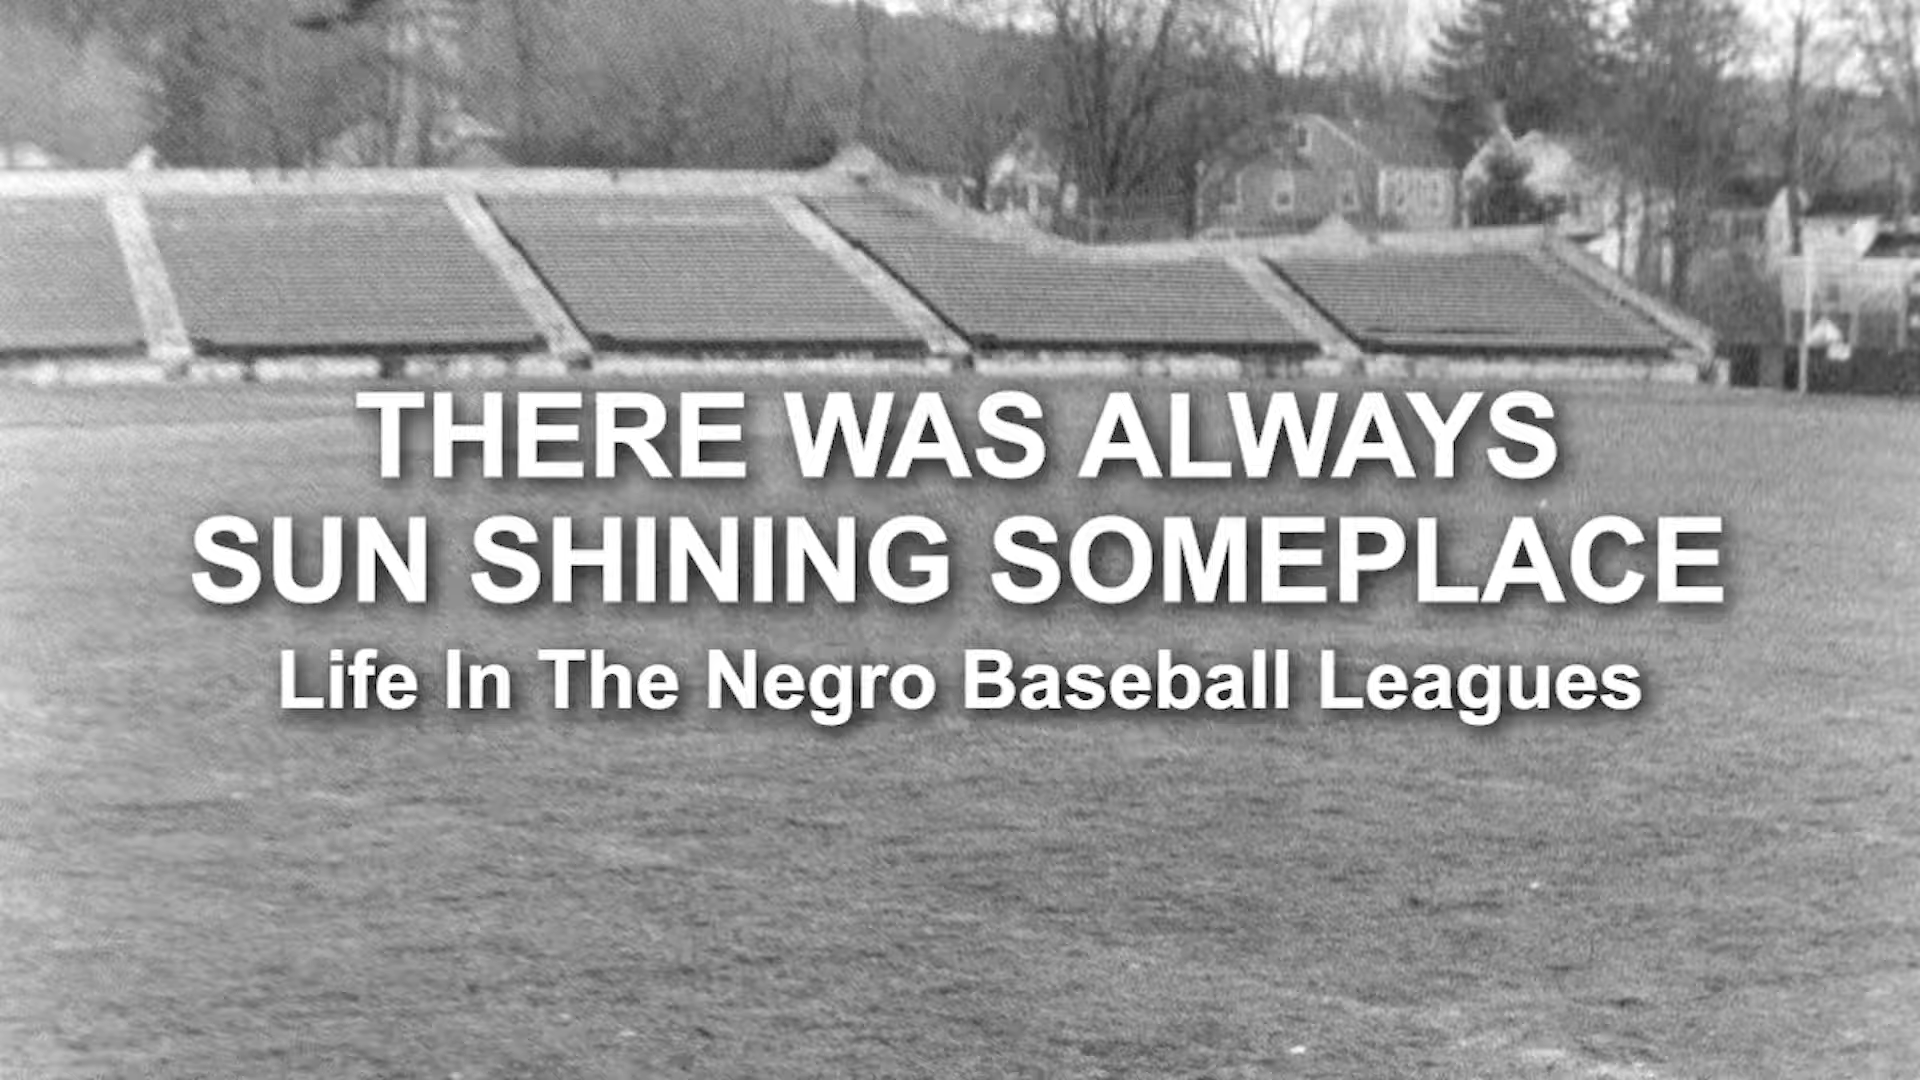 THERE WAS ALWAYS
SUN SHINING SOMEPLACE
Life In The Negro Baseball Leagues